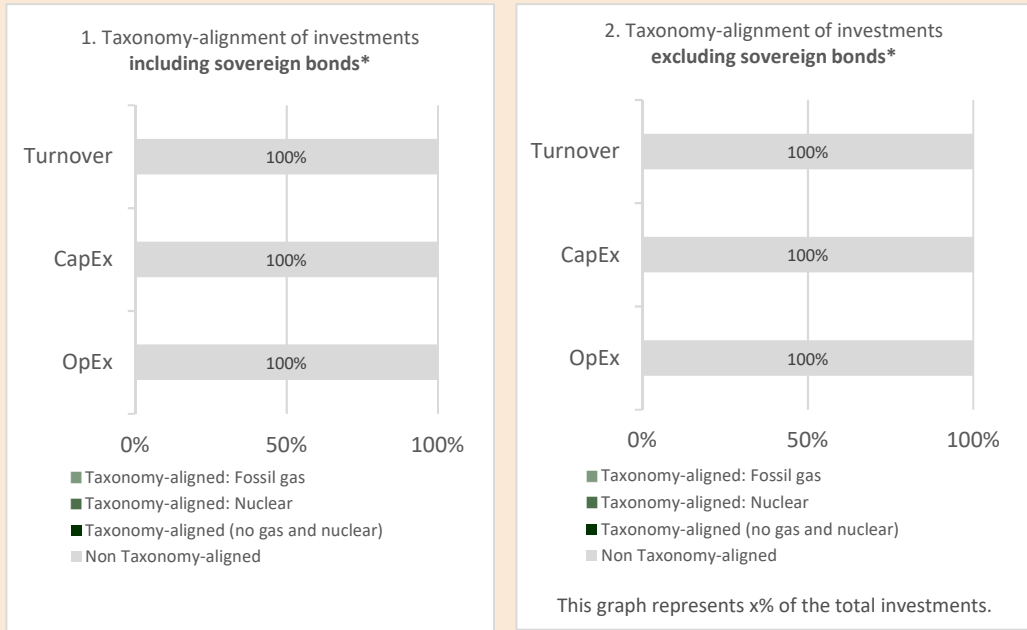 1. Taxonomy-alignment of investments
including sovereign bonds*
Turnover
100%
CapEx
100%
OpEx
100%
0%
50%
100%
Taxonomy-aligned: Fossil gas
Taxonomy-aligned: Nuclear
Taxonomy-aligned (no gas and nuclear)
Non Taxonomy-aligned
2. Taxonomy-alignment of investments
excluding sovereign bonds*
Turnover
100%
CapEx
100%
OpEx
100%
0%
50%
100%
Taxonomy-aligned: Fossil gas
Taxonomy-aligned: Nuclear
Taxonomy-aligned (no gas and nuclear)
Non Taxonomy-aligned
This graph represents x% of the total investments.